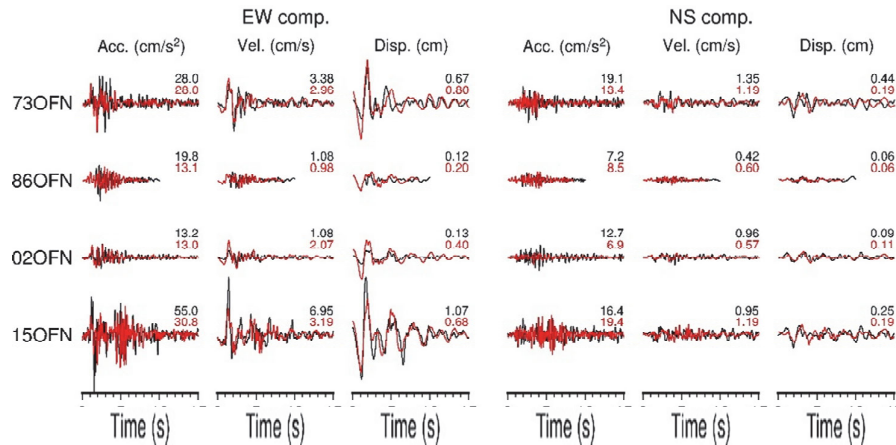 EW comp. NS comp.
Acc. (cm/s²) Vel. (cm/s) Disp. (cm) Acc. (cm/s²) Vel. (cm/s) Disp. (cm)
28.0 3.38 0.67 19.1 1.35 0.44
73OFN 28.0 2.96 0.80 13.4 1.19 0.19
19.8 1.08 0.12 7.2 0.42 0.06
86OFN 13.1 0.98 0.20 8.5 0.60 0.06
13.2 1.08 0.13 12.7 0.96 0.09
02OFN 13.0 2.07 0.40 6.9 0.57 0.11
55.0 6.95 1.07 16.4 0.95 0.25
15OFN 30.8 3.19 0.68 19.4 1.19 0.19
Time (s) Time (s) Time (s) Time (s) Time (s) Time (s)